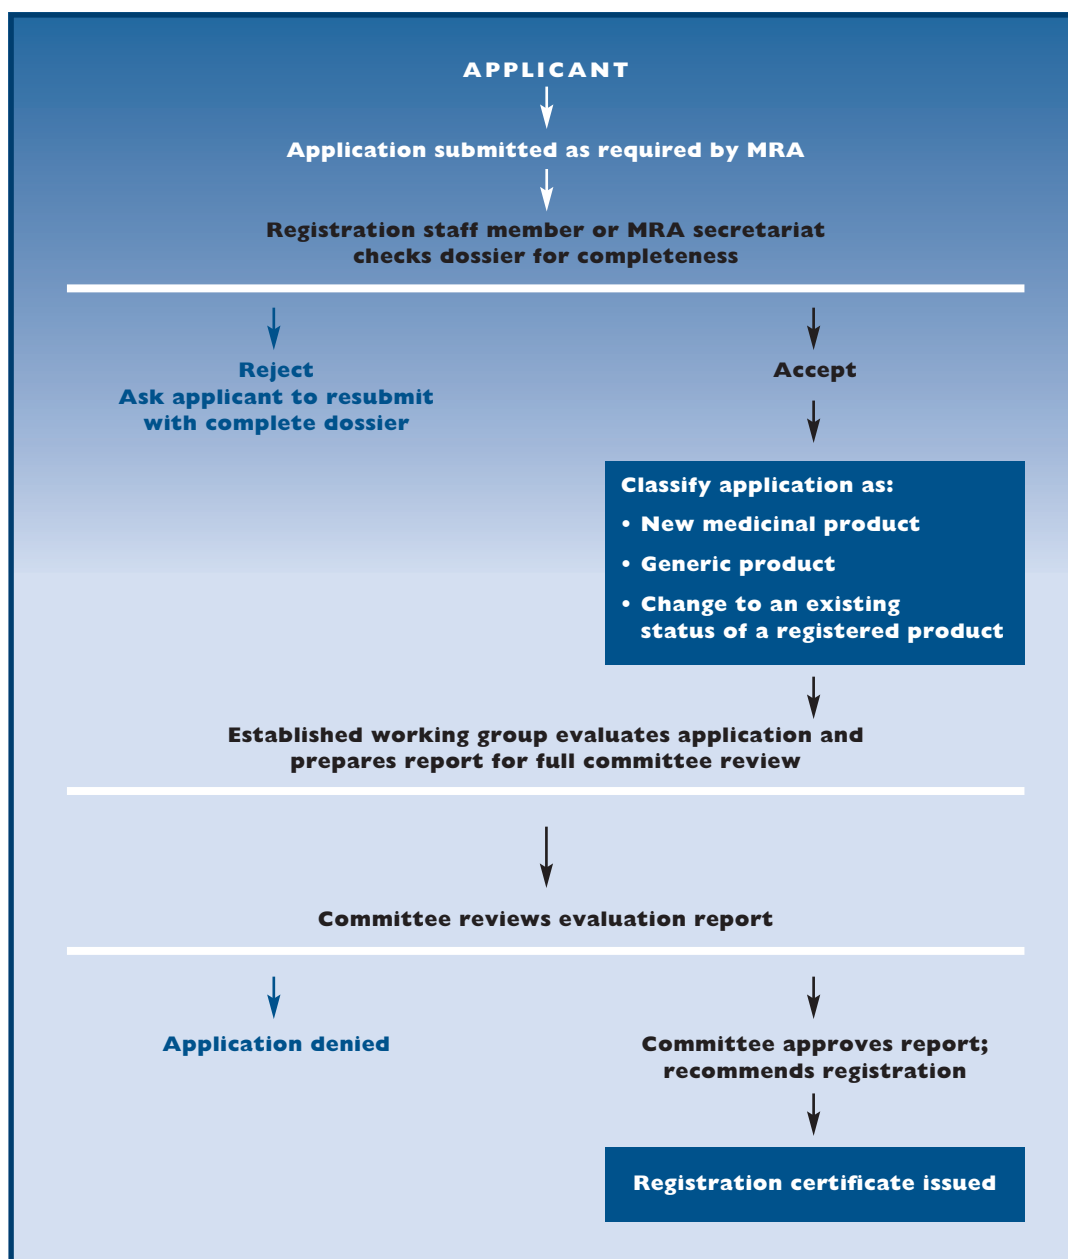 APPLICANT
Application submitted as required by MRA
Registration staff member or MRA secretariat
checks dossier for completeness
Reject
Ask applicant to resubmit
with complete dossier
Accept
Classify application as:
• New medicinal product
• Generic product
• Change to an existing
status of a registered product
Established working group evaluates application and
prepares report for full committee review
Committee reviews evaluation report
Application denied
Committee approves report;
recommends registration
Registration certificate issued